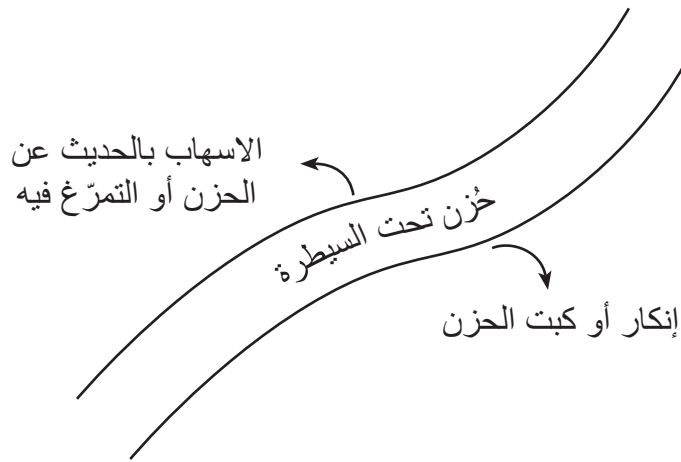 الاسهاب بالحديث عن
الحزن أو التمرّغ فيه
حُزن تحت السيطرة
إنكار أو كبت الحزن